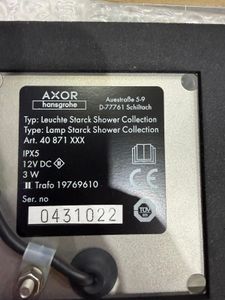 AXOR
hansgrohe
Auestraße 5-9
D-77761 Schiltach
Typ: Leuchte Starck Shower Collection
Type: Lamp Starck Shower Collection
Art. 40 871 XXX
IPX5
12V DC
3 W
Trafo 19769610
Ser. no
0431022
TÜV